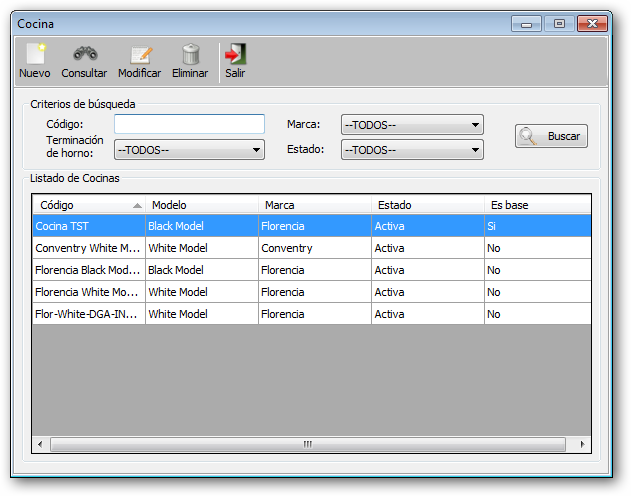 Cocina
Nuevo Consultar Modificar Eliminar Salir
Criterios de búsqueda
Código: Marca: --TODOS--
Terminación de horno: --TODOS-- Estado: --TODOS-- Buscar
Listado de Cocinas
Código Modelo Marca Estado Es base
Cocina TST Black Model Florencia Activa Si
Conventry White M... White Model Conventry Activa No
Florencia Black Mod... Black Model Florencia Activa No
Florencia White Mo... White Model Florencia Activa No
Flor-White-DGA-IN... White Model Florencia Activa No